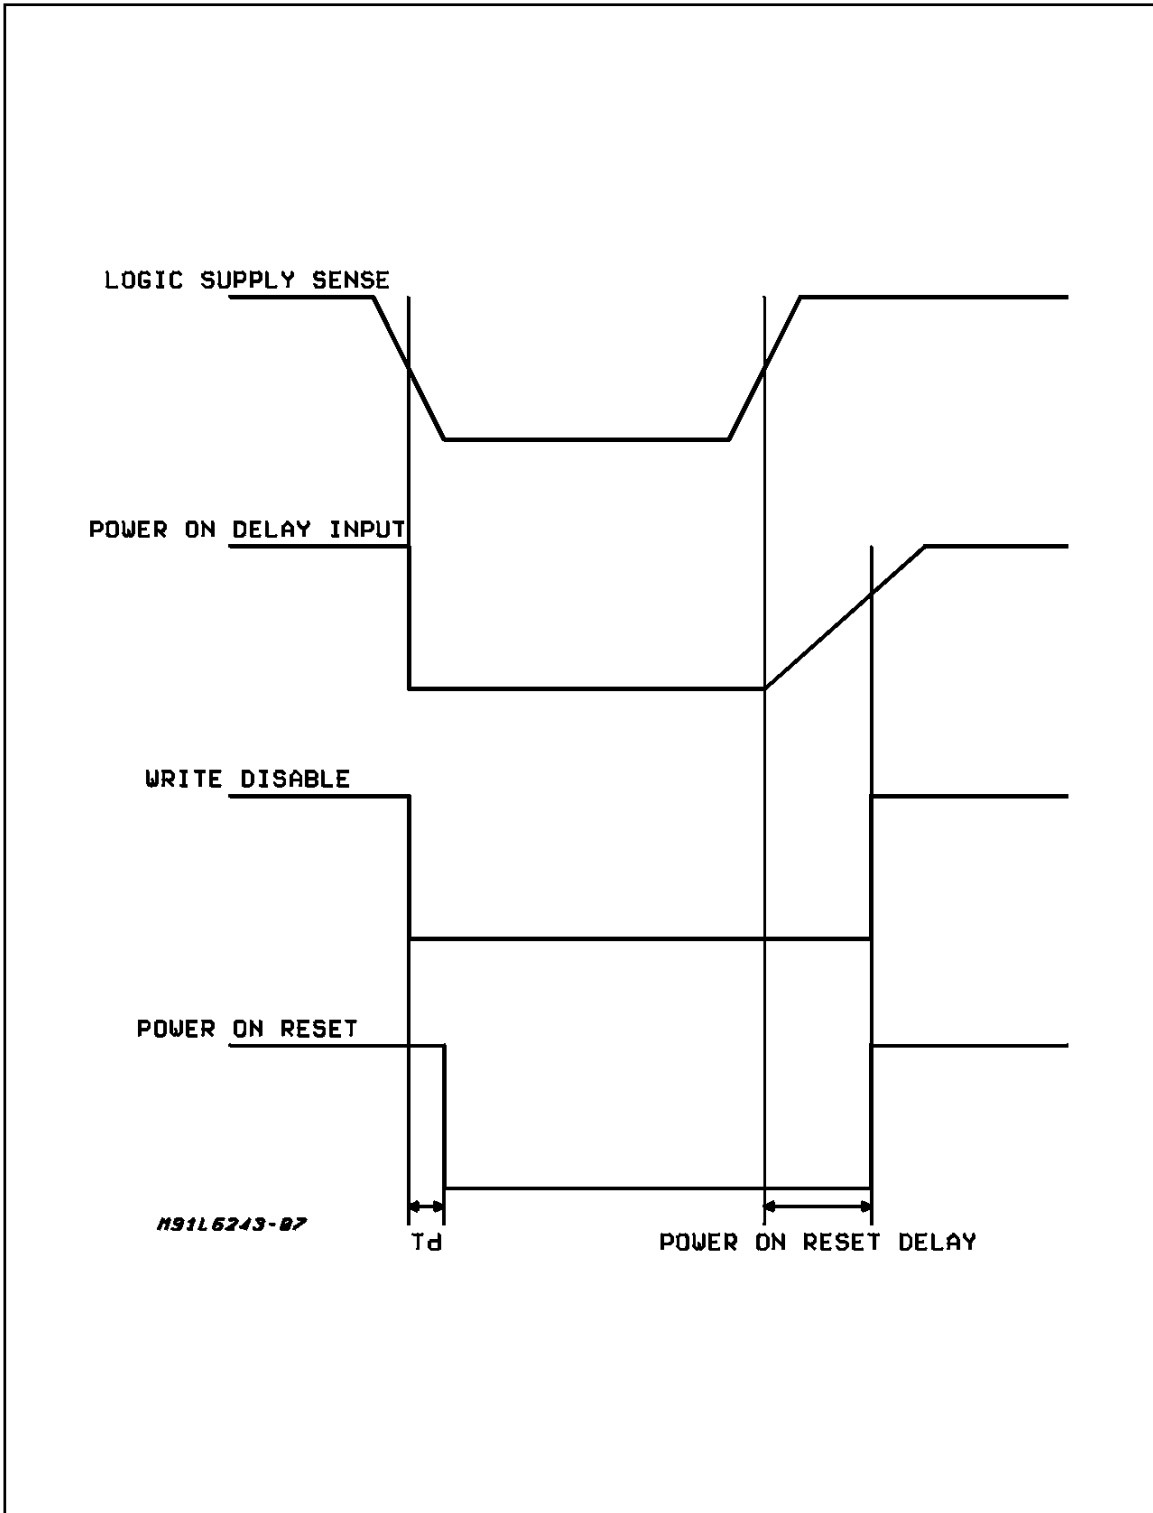 LOGIC SUPPLY SENSE
POWER ON DELAY INPUT
WRITE DISABLE
POWER ON RESET
M91L6243-07
Td
POWER ON RESET DELAY